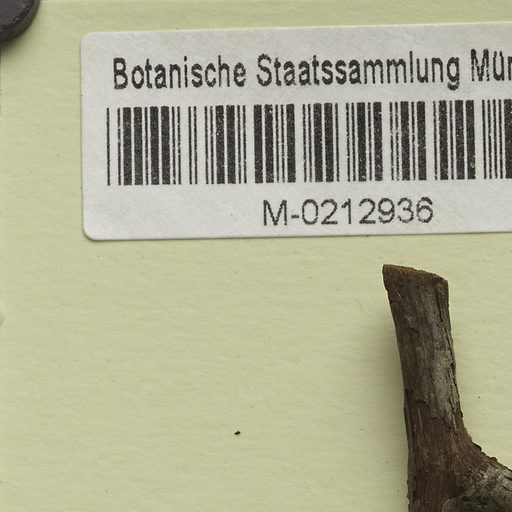 Botanische Staatssammlung Mün
M-0212936